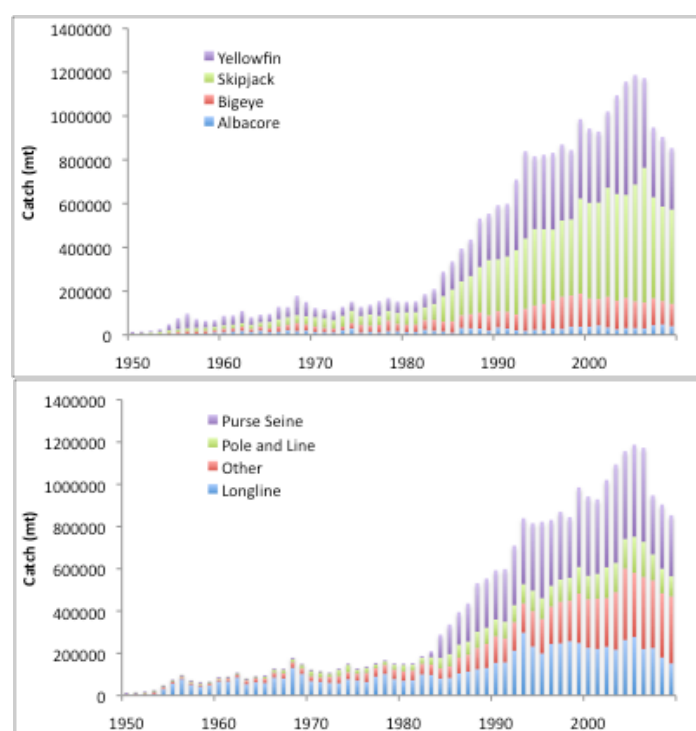 1400000
1200000
1000000
800000
600000
400000
200000
0
Catch (mt)
Yellowfin
Skipjack
Bigeye
Albacore
1950 1960 1970 1980 1990 2000
1400000
1200000
1000000
800000
600000
400000
200000
0
Catch (mt)
Purse Seine
Pole and Line
Other
Longline
1950 1960 1970 1980 1990 2000